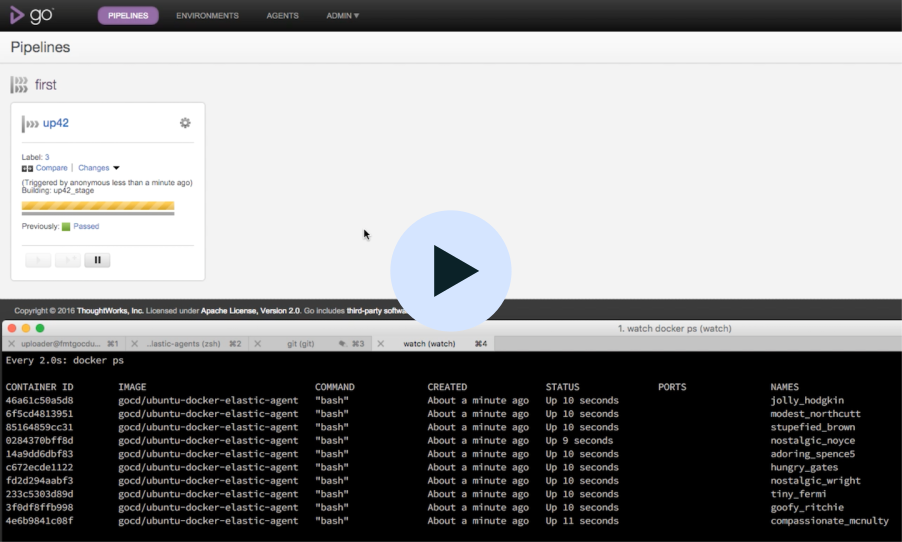 go
PIPELINES ENVIRONMENTS AGENTS ADMIN ▼
Pipelines
first
up42
Label: 3
Compare | Changes
(Triggered by anonymous less than a minute ago)
Building: up42_stage
Previously: Passed
Copyright © 2016 ThoughtWorks, Inc. Licensed under Apache License, Version 2.0. Go includes third-party
1. watch docker ps (watch)
uploader@fmtgocdu... ⌘1 ...lastic-agents (zsh) ⌘2 git (git) ⌘3 watch (watch) ⌘4
Every 2.0s: docker ps
CONTAINER ID IMAGE COMMAND CREATED STATUS PORTS NAMES
46a61c50a5d8 gocd/ubuntu-docker-elastic-agent "bash" About a minute ago Up 10 seconds jolly_hodgkin
6f5cd4813951 gocd/ubuntu-docker-elastic-agent "bash" About a minute ago Up 10 seconds modest_northcutt
85164859cc31 gocd/ubuntu-docker-elastic-agent "bash" About a minute ago Up 10 seconds stupefied_brown
0284370bff8d gocd/ubuntu-docker-elastic-agent "bash" About a minute ago Up 9 seconds nostalgic_noyce
14a9dd6dbf83 gocd/ubuntu-docker-elastic-agent "bash" About a minute ago Up 10 seconds adoring_spence5
c672ecde1122 gocd/ubuntu-docker-elastic-agent "bash" About a minute ago Up 10 seconds hungry_gates
fd2d294aabf3 gocd/ubuntu-docker-elastic-agent "bash" About a minute ago Up 10 seconds nostalgic_wright
233c5303d89d gocd/ubuntu-docker-elastic-agent "bash" About a minute ago Up 10 seconds tiny_fermi
3f0df8ffb998 gocd/ubuntu-docker-elastic-agent "bash" About a minute ago Up 10 seconds goofy_ritchie
4e6b9841c08f gocd/ubuntu-docker-elastic-agent "bash" About a minute ago Up 11 seconds compassionate_mcnulty